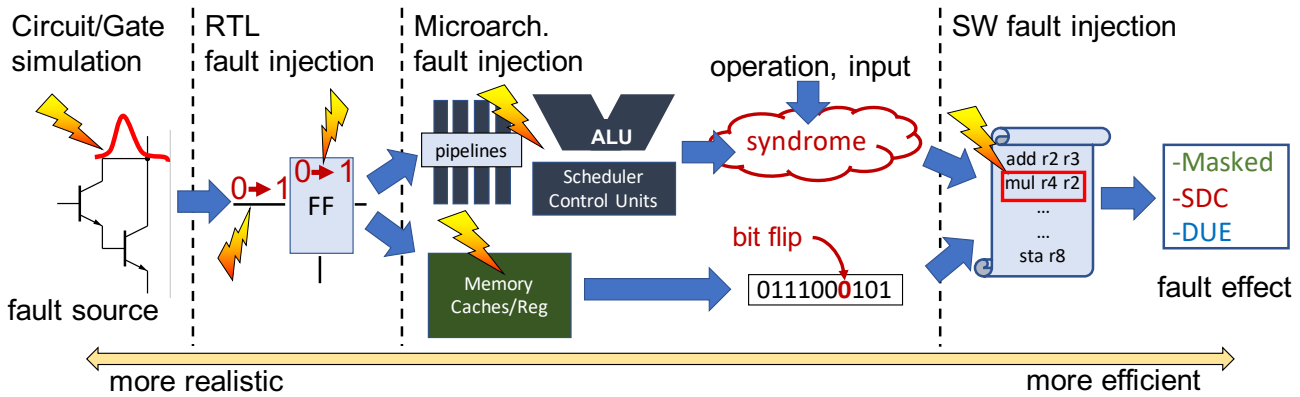 Circuit/Gate
simulation
RTL
fault injection
Microarch.
fault injection
SW fault injection
operation, input
pipelines
ALU
Scheduler
Control Units
syndrome
add r2 r3
mul r4 r2
...
...
sta r8
-Masked
-SDC
-DUE
0➔1
0➔1
FF
bit flip
Memory
Caches/Reg
0111000101
fault source
fault effect
more realistic
more efficient